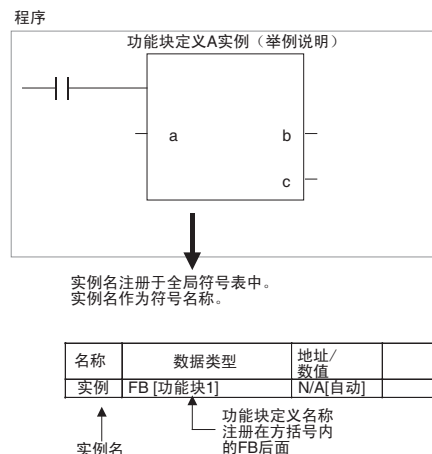 程序
功能块定义A实例（举例说明）
a
b
c
实例名注册于全局符号表中。
实例名作为符号名称。
名称 数据类型 地址/
数值
实例 FB [功能块1] N/A[自动]
功能块定义名称
注册在方括号内
的FB后面
实例名